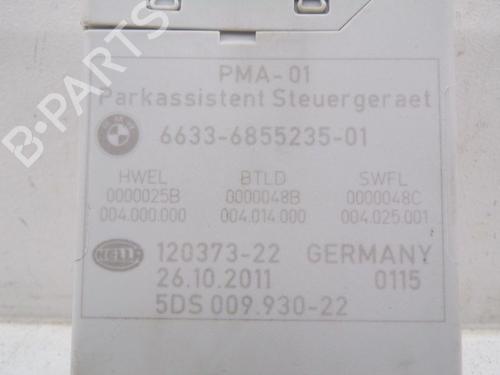 PMA-01
Parkassistent Steuergeraet
BMW 6633-6855235-01
HWEL BTLD SWFL
0000025B 0000048B 0000048C
004.000.000 004.014.000 004.025.001
HELLA 120373-22 GERMANY
26.10.2011 0115
5DS 009.930-22
B-PARTS